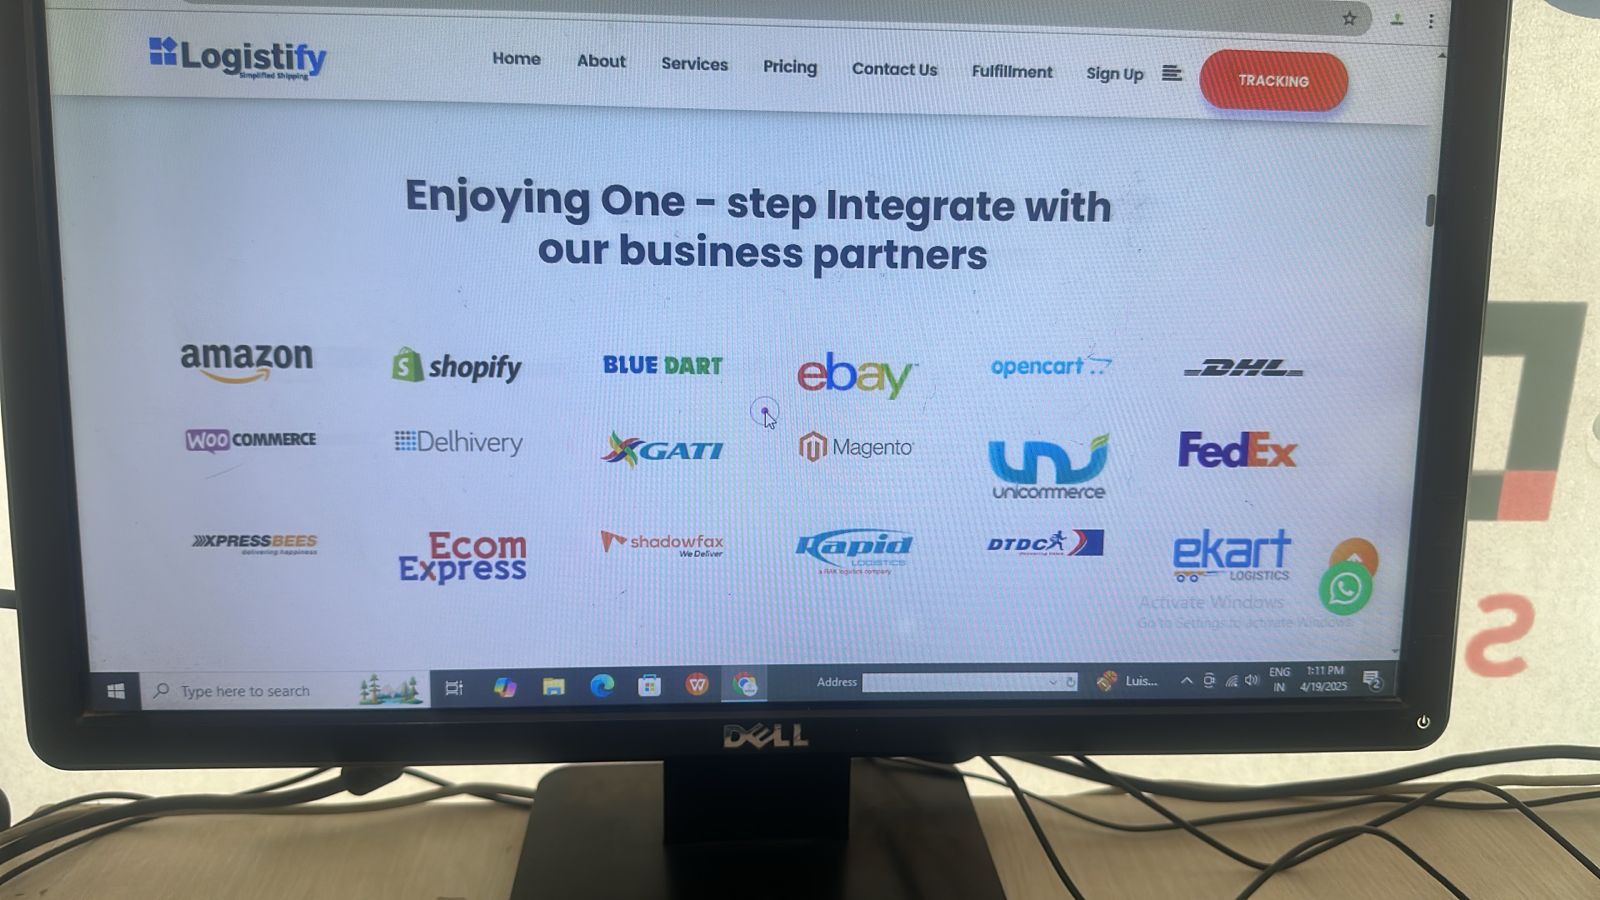 Logistify
Simplified Shipping
Home About Services Pricing Contact Us Fulfillment Sign Up TRACKING
Enjoying One - step Integrate with
our business partners
amazon shopify BLUE DART ebay opencart DHL
WOO COMMERCE Delhivery GATI Magento unicommerce FedEx
XPRESSBEES
delivering happiness
Ecom
Express
shadowfax
We Deliver
Rapid
LOGISTICS
DTDC
ekart
LOGISTICS
Activate Windows
Go to Settings to activate Windows.
Type here to search Address Luis... ENG
IN
1:11 PM
4/19/2025
2
DELL
S